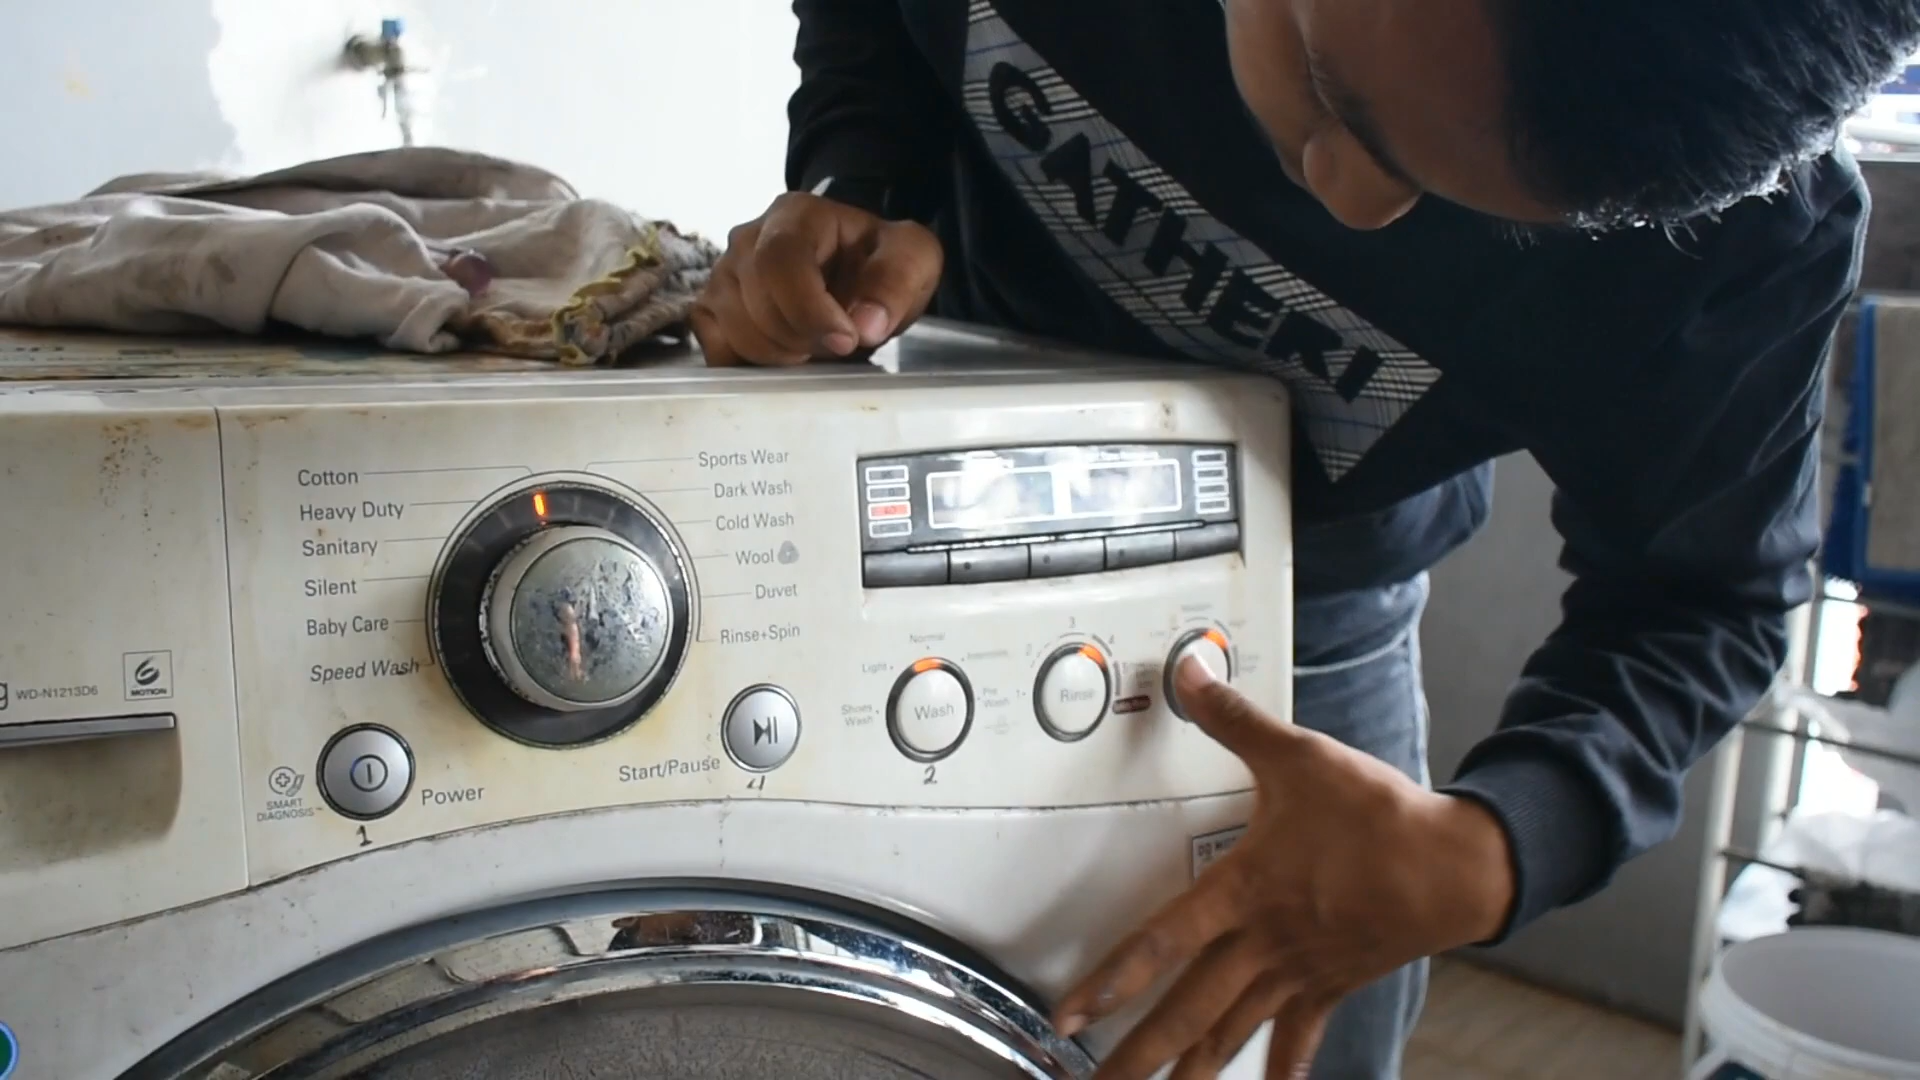 GATHERI
Cotton
Heavy Duty
Sanitary
Silent
Baby Care
Speed Wash
Sports Wear
Dark Wash
Cold Wash
Wool
Duvet
Rinse+Spin
WD-N1213D6
6
MOTION
SMART
DIAGNOSIS
Power
1
Start/Pause
4
Normal
Light
Intensive
Shoes
Wash
Pre
Wash
Wash
2
1
2
3
4
Rinse